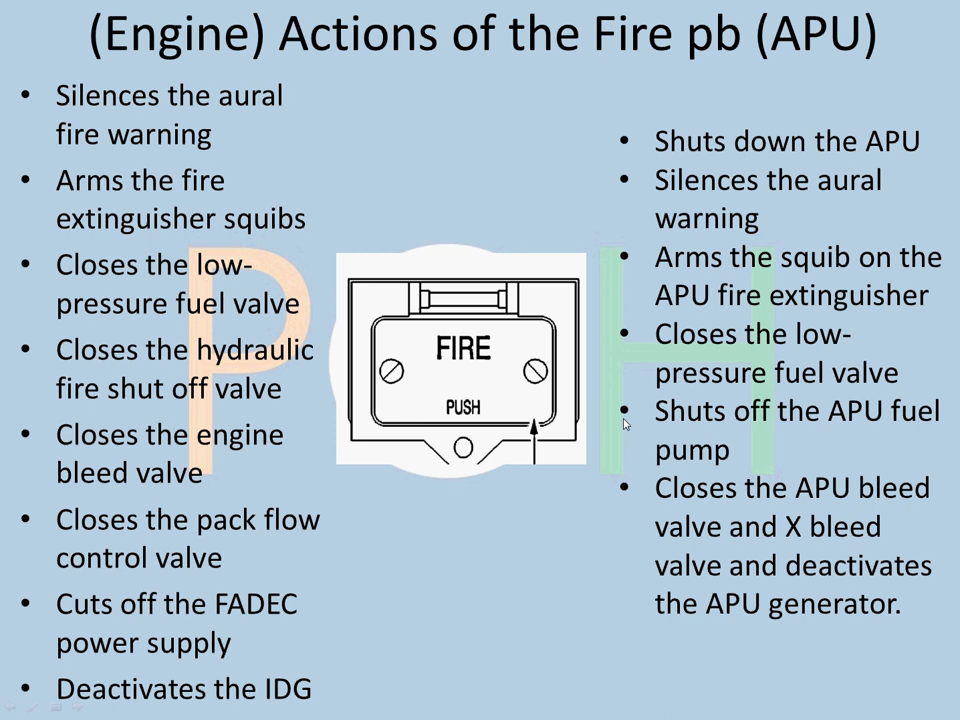 (Engine) Actions of the Fire pb (APU)
• Silences the aural
fire warning
• Arms the fire
extinguisher squibs
• Closes the low-
pressure fuel valve
• Closes the hydraulic
fire shut off valve
• Closes the engine
bleed valve
• Closes the pack flow
control valve
• Cuts off the FADEC
power supply
• Deactivates the IDG
FIRE
PUSH
• Shuts down the APU
• Silences the aural
warning
• Arms the squib on the
APU fire extinguisher
• Closes the low-
pressure fuel valve
• Shuts off the APU fuel
pump
• Closes the APU bleed
valve and X bleed
valve and deactivates
the APU generator.